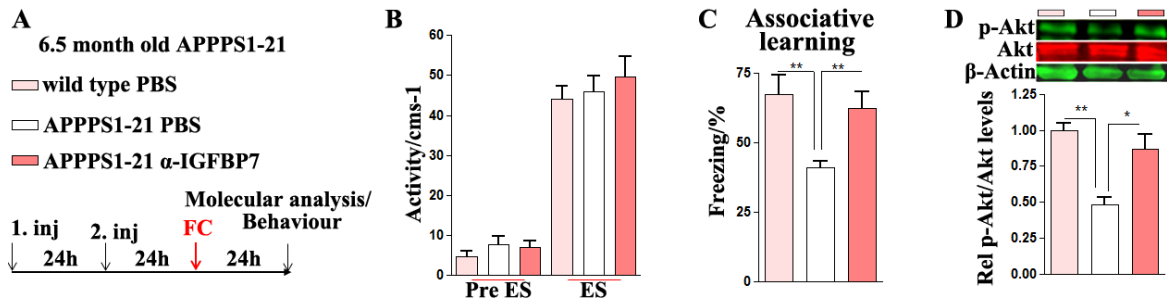 A
6.5 month old APPPS1-21
wild type PBS
APPPS1-21 PBS
APPPS1-21 α-IGFBP7
Molecular analysis/
Behaviour
1. inj
2. inj
FC
24h
24h
24h
B
Activity/cms-1
60
50
40
30
20
10
0
Pre ES
ES
C
Associative
learning
Freezing/%
75
50
25
0
**
**
D
p-Akt
Akt
β-Actin
Rel p-Akt/Akt levels
1.25
1.00
0.75
0.50
0.25
0.00
**
*